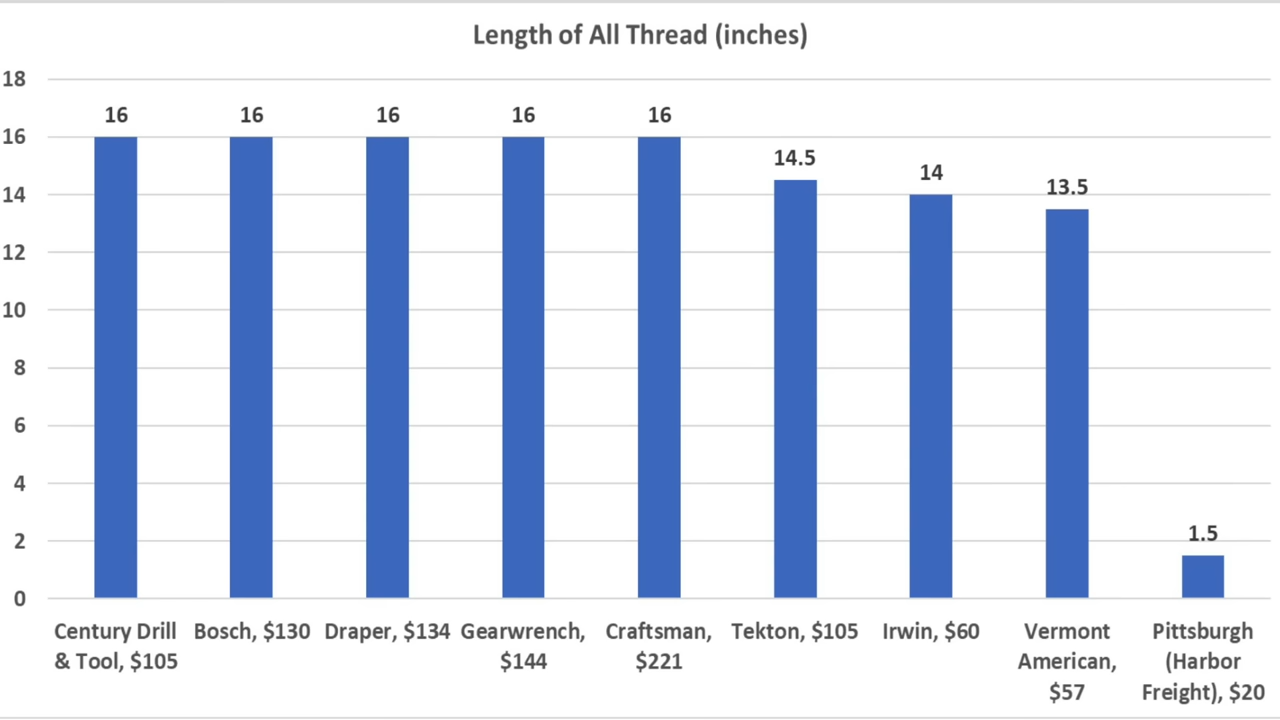 Length of All Thread (inches)
18
16
14
12
10
8
6
4
2
0
16
16
16
16
16
14.5
14
13.5
1.5
Century Drill
& Tool, $105
Bosch, $130
Draper, $134
Gearwrench,
$144
Craftsman,
$221
Tekton, $105
Irwin, $60
Vermont
American,
$57
Pittsburgh
(Harbor
Freight), $20